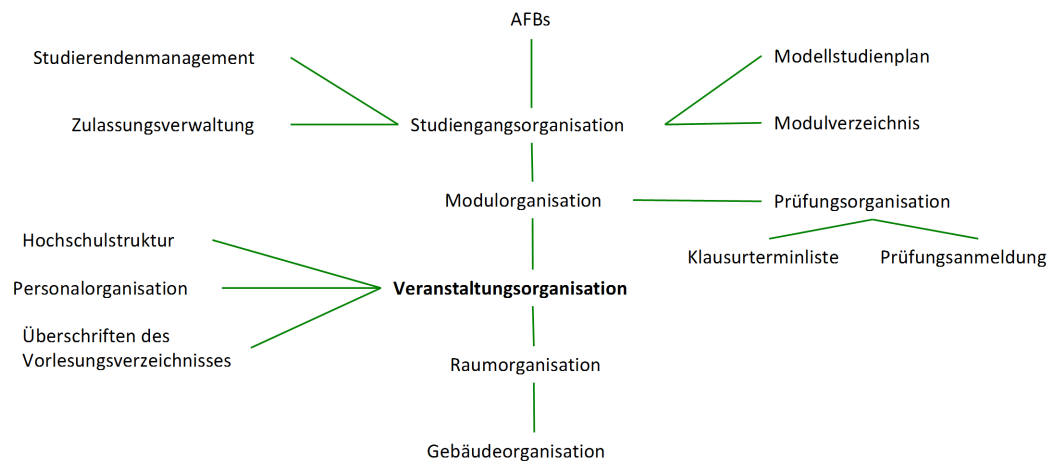 AFBs
Studierendenmanagement
Modellstudienplan
Zulassungsverwaltung
Studiengangsorganisation
Modulverzeichnis
Modulorganisation
Prüfungsorganisation
Hochschulstruktur
Klausurterminliste
Prüfungsanmeldung
Personalorganisation
Veranstaltungsorganisation
Überschriften des
Vorlesungsverzeichnisses
Raumorganisation
Gebäudeorganisation